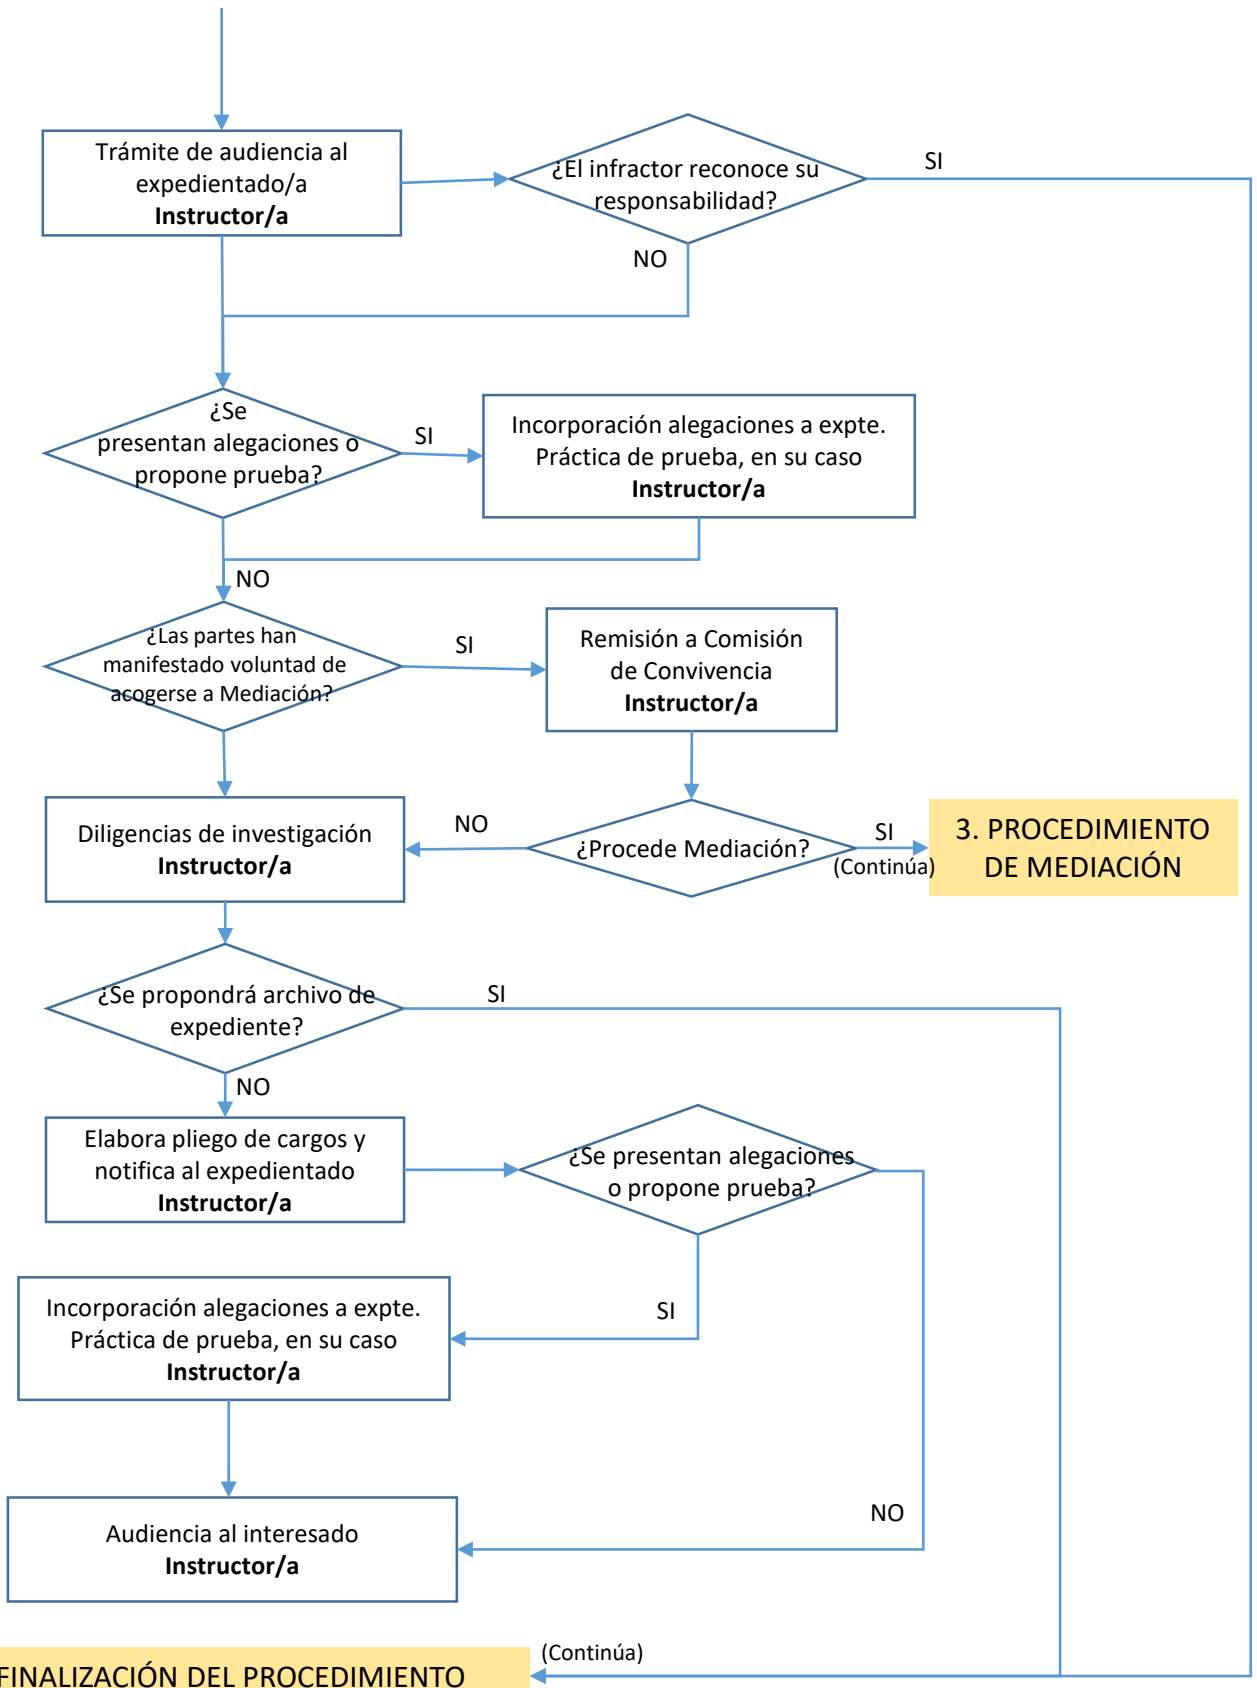 Trámite de audiencia al
expedientado/a
Instructor/a
¿El infractor reconoce su
responsabilidad?
SI
NO
¿Se
presentan alegaciones o
propone prueba?
SI
Incorporación alegaciones a expte.
Práctica de prueba, en su caso
Instructor/a
NO
¿Las partes han
manifestado voluntad de
acogerse a Mediación?
SI
Remisión a Comisión
de Convivencia
Instructor/a
Diligencias de investigación
Instructor/a
NO
¿Procede Mediación?
SI
(Continúa)
3. PROCEDIMIENTO
DE MEDIACIÓN
¿Se propondrá archivo de
expediente?
SI
NO
Elabora pliego de cargos y
notifica al expedientado
Instructor/a
¿Se presentan alegaciones
o propone prueba?
SI
Incorporación alegaciones a expte.
Práctica de prueba, en su caso
Instructor/a
NO
Audiencia al interesado
Instructor/a
(Continúa)
FINALIZACIÓN DEL PROCEDIMIENTO